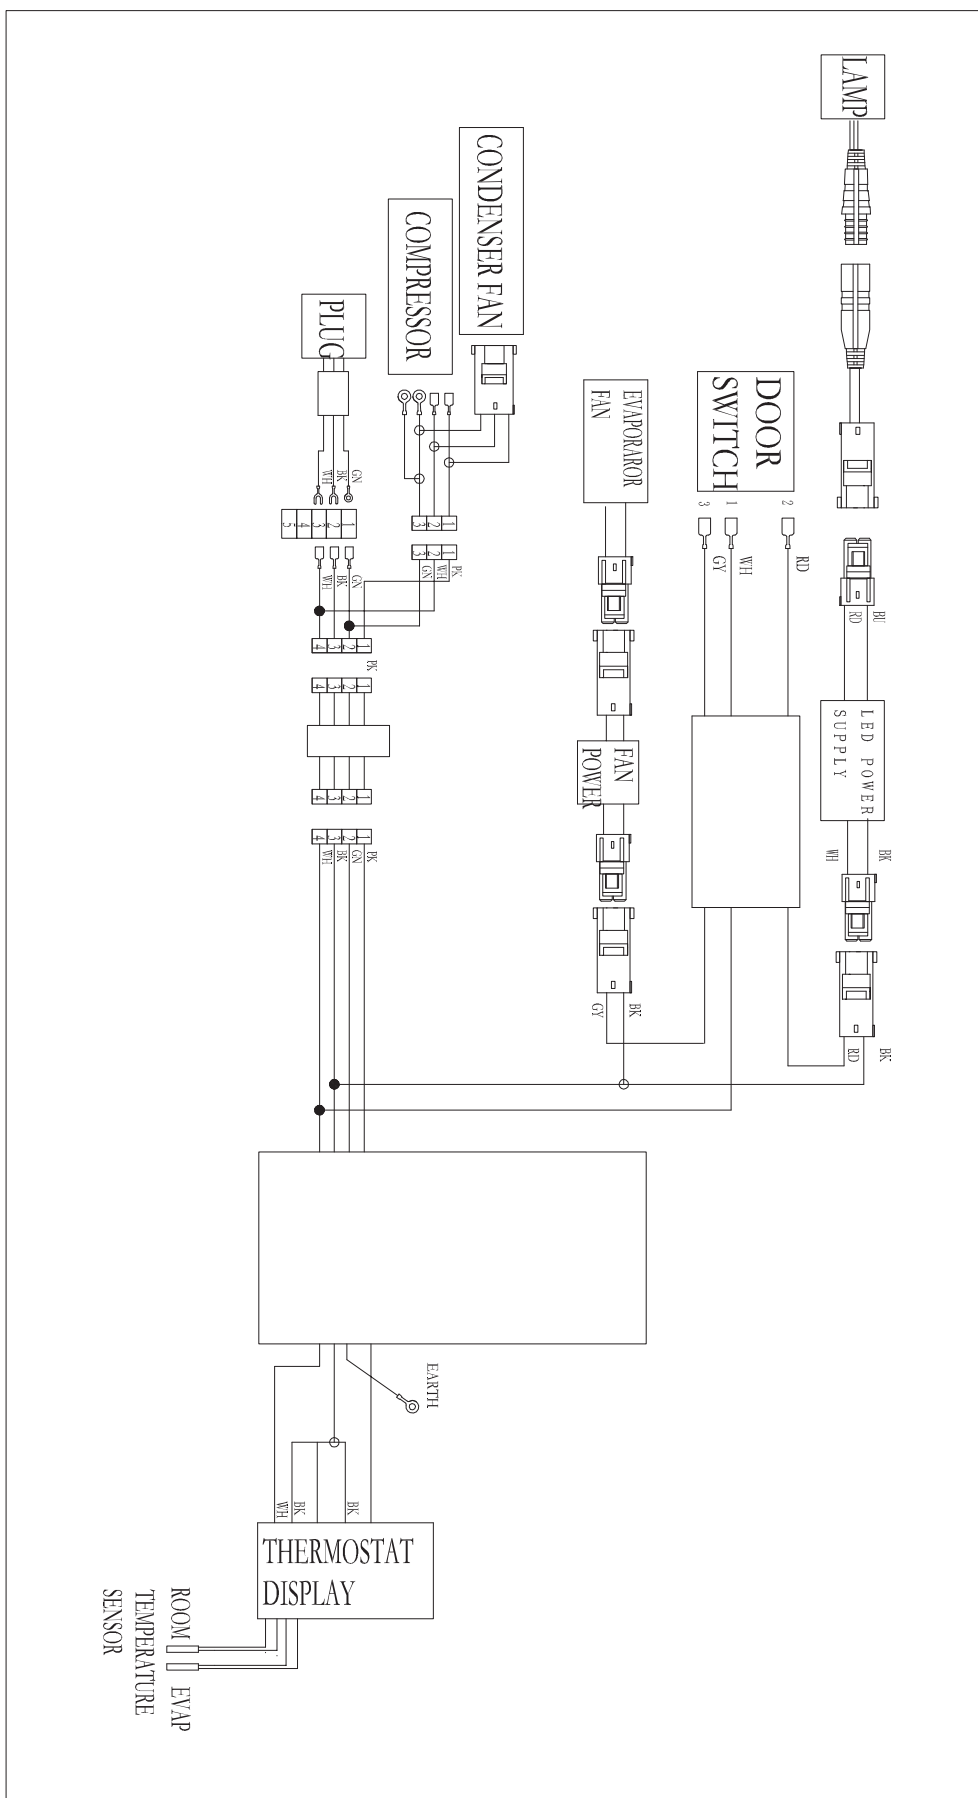 LAMP
CONDENSER FAN
COMPRESSOR
PLUG
EVAPORAROR
FAN
DOOR
SWITCH
3
1
2
GY
WH
RD
GN
BK
WH
1
2
3
4
5
1
2
3
1
2
3
PK
WH
GN
GN
BK
WH
BU
RD
1
2
3
4
PK
1
2
3
4
LED POWER
SUPPLY
FAN
POWER
1
2
3
4
1
2
3
4
PK
GN
BK
WH
BK
WH
BK
GY
BK
RD
EARTH
WH
BK
BK
THERMOSTAT
DISPLAY
ROOM
EVAP
TEMPERATURE
SENSOR